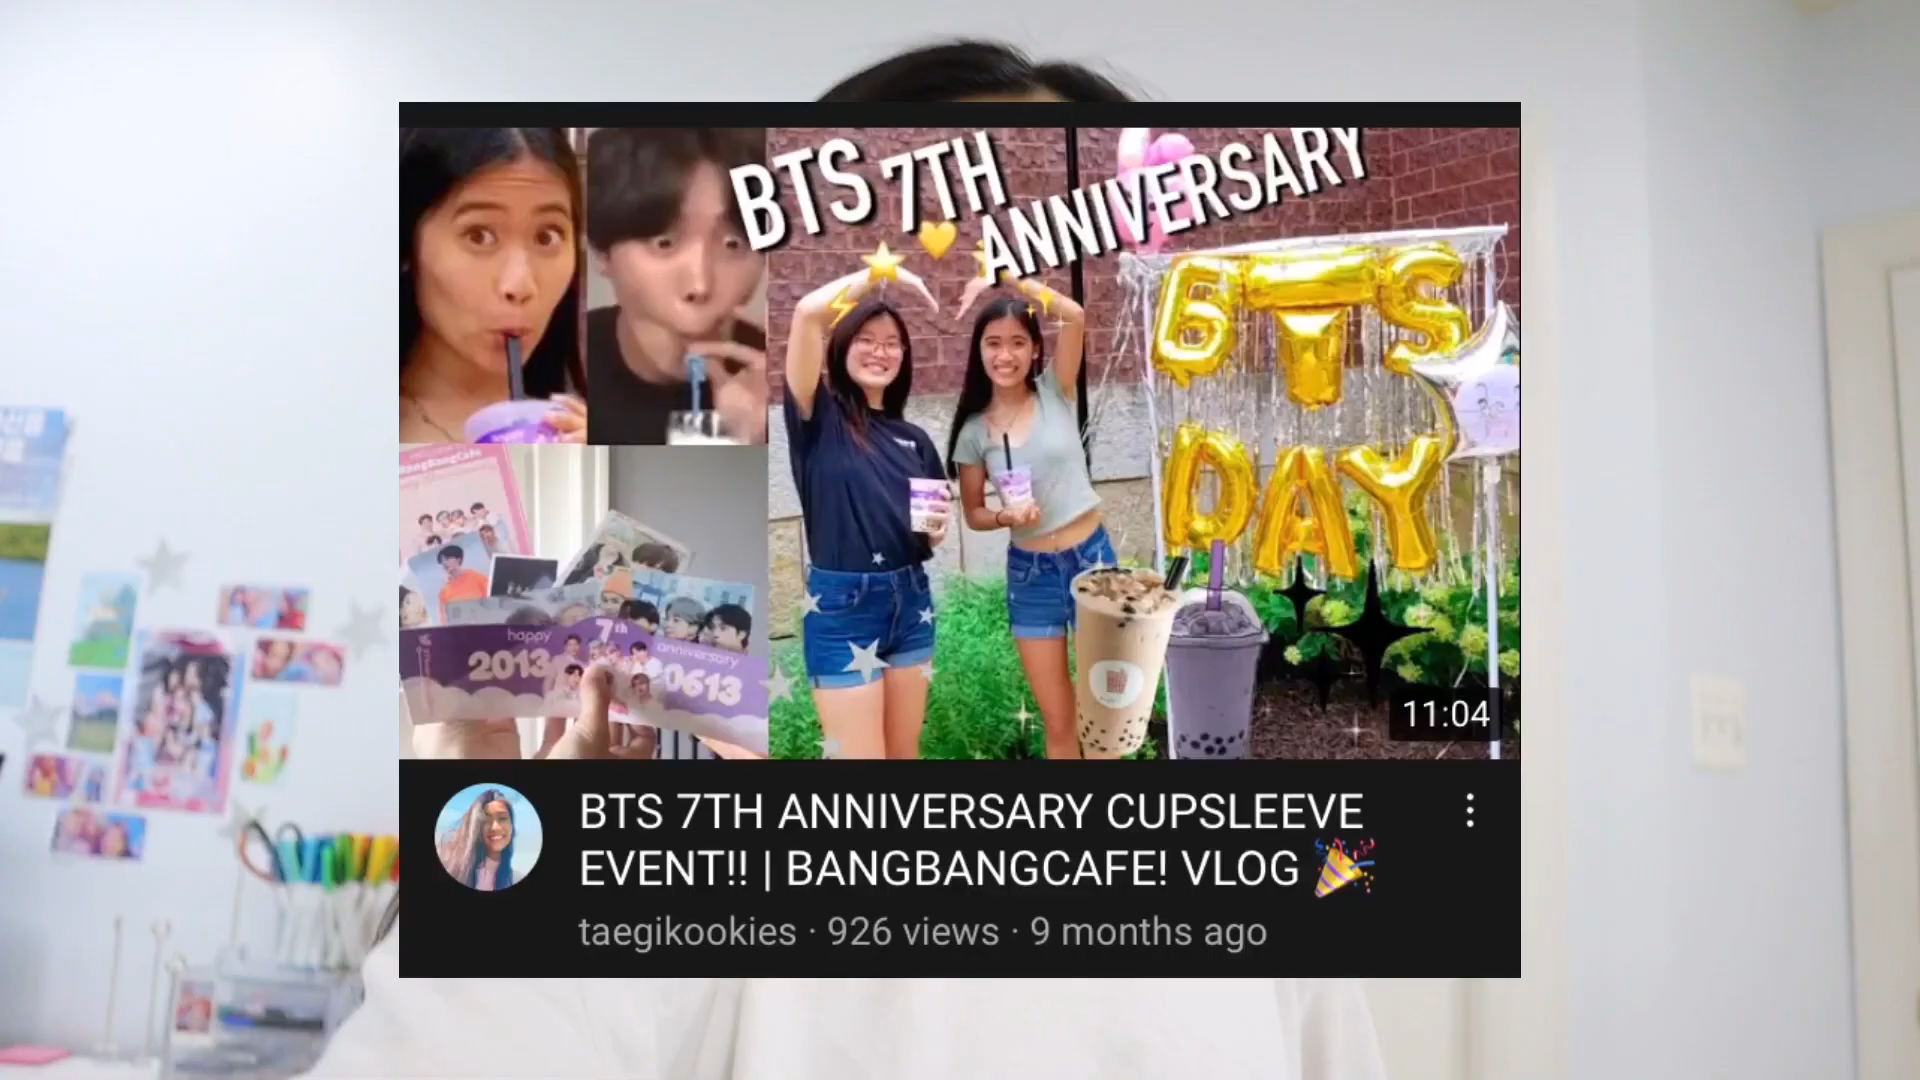 BTS 7TH
ANNIVERSARY
BTS
DAY
BangBangCafe
happy 7th anniversary
2013 0613
11:04
BTS 7TH ANNIVERSARY CUPSLEEVE
EVENT!! | BANGBANGCAFE! VLOG 🎉
taegikookies · 926 views · 9 months ago